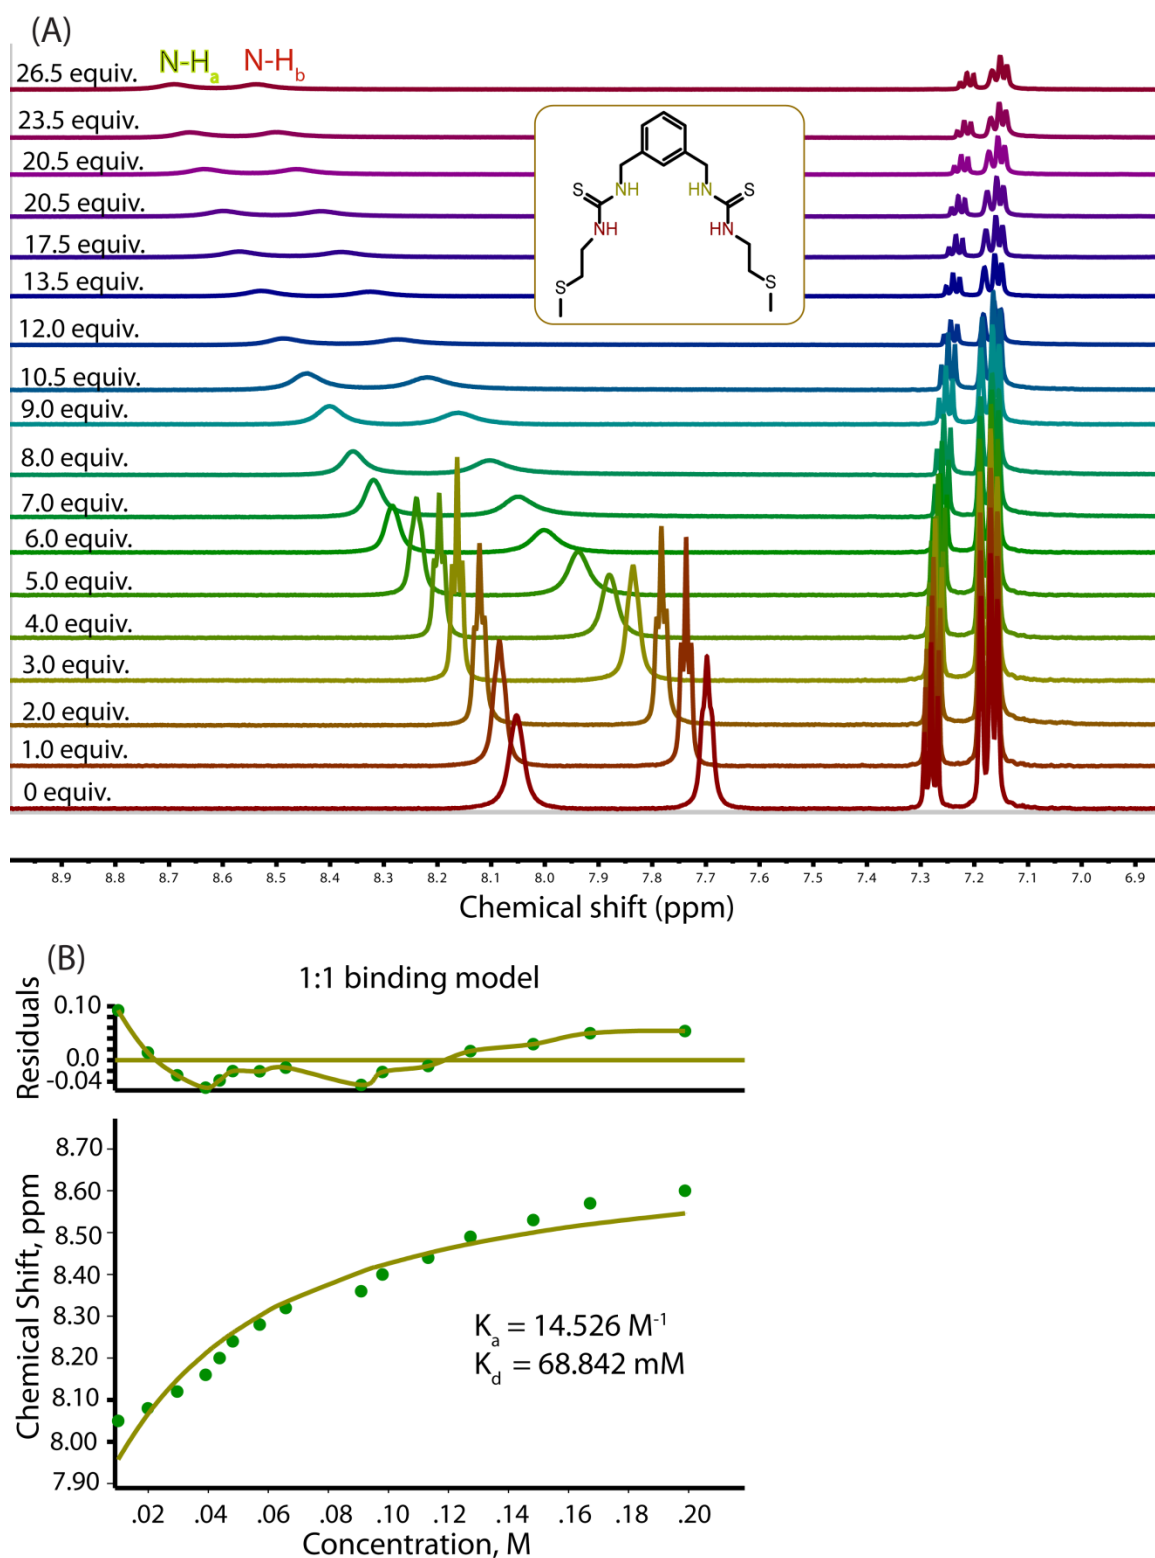 (A)
N-Ha N-Hb
26.5 equiv.
23.5 equiv.
20.5 equiv.
20.5 equiv.
17.5 equiv.
13.5 equiv.
12.0 equiv.
10.5 equiv.
9.0 equiv.
8.0 equiv.
7.0 equiv.
6.0 equiv.
5.0 equiv.
4.0 equiv.
3.0 equiv.
2.0 equiv.
1.0 equiv.
0 equiv.
S NH NH S
NH NH
S S
8.9 8.8 8.7 8.6 8.5 8.4 8.3 8.2 8.1 8.0 7.9 7.8 7.7 7.6 7.5 7.4 7.3 7.2 7.1 7.0 6.9
Chemical shift (ppm)
(B)
1:1 binding model
Residuals
0.10
0.0
-0.04
Chemical Shift, ppm
8.70
8.60
8.50
8.40
8.30
8.20
8.10
8.00
7.90
Ka = 14.526 M-1
Kd = 68.842 mM
.02 .04 .06 .08 .10 .12 .14 .16 .18 .20
Concentration, M